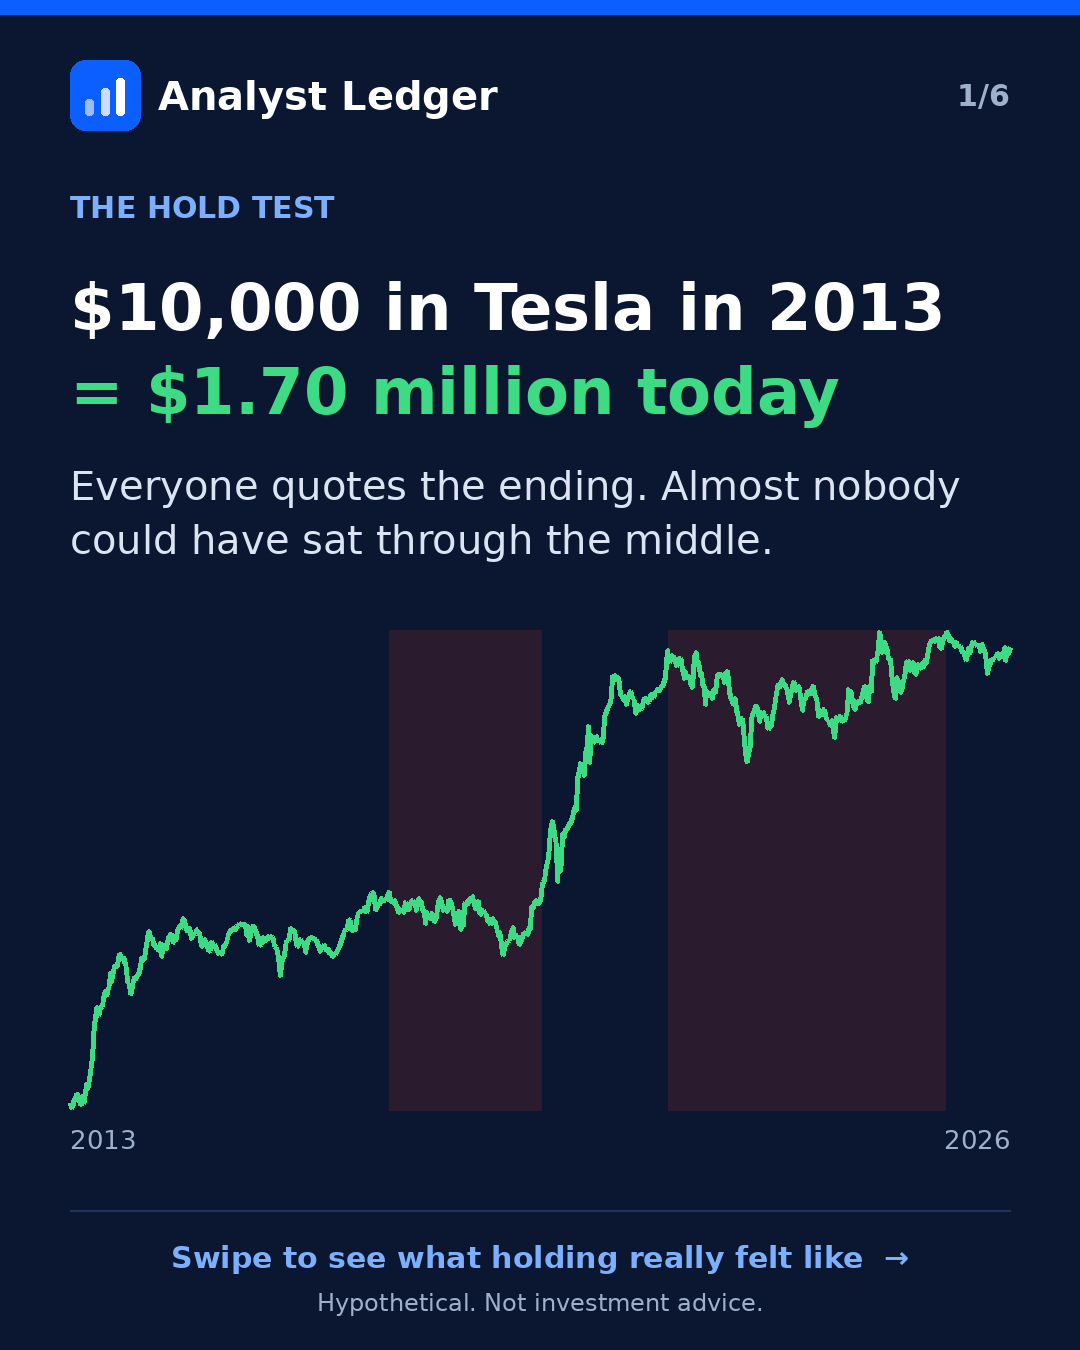 Analyst Ledger
1/6
THE HOLD TEST
$10,000 in Tesla in 2013
= $1.70 million today
Everyone quotes the ending. Almost nobody
could have sat through the middle.
2013
2026
Swipe to see what holding really felt like →
Hypothetical. Not investment advice.